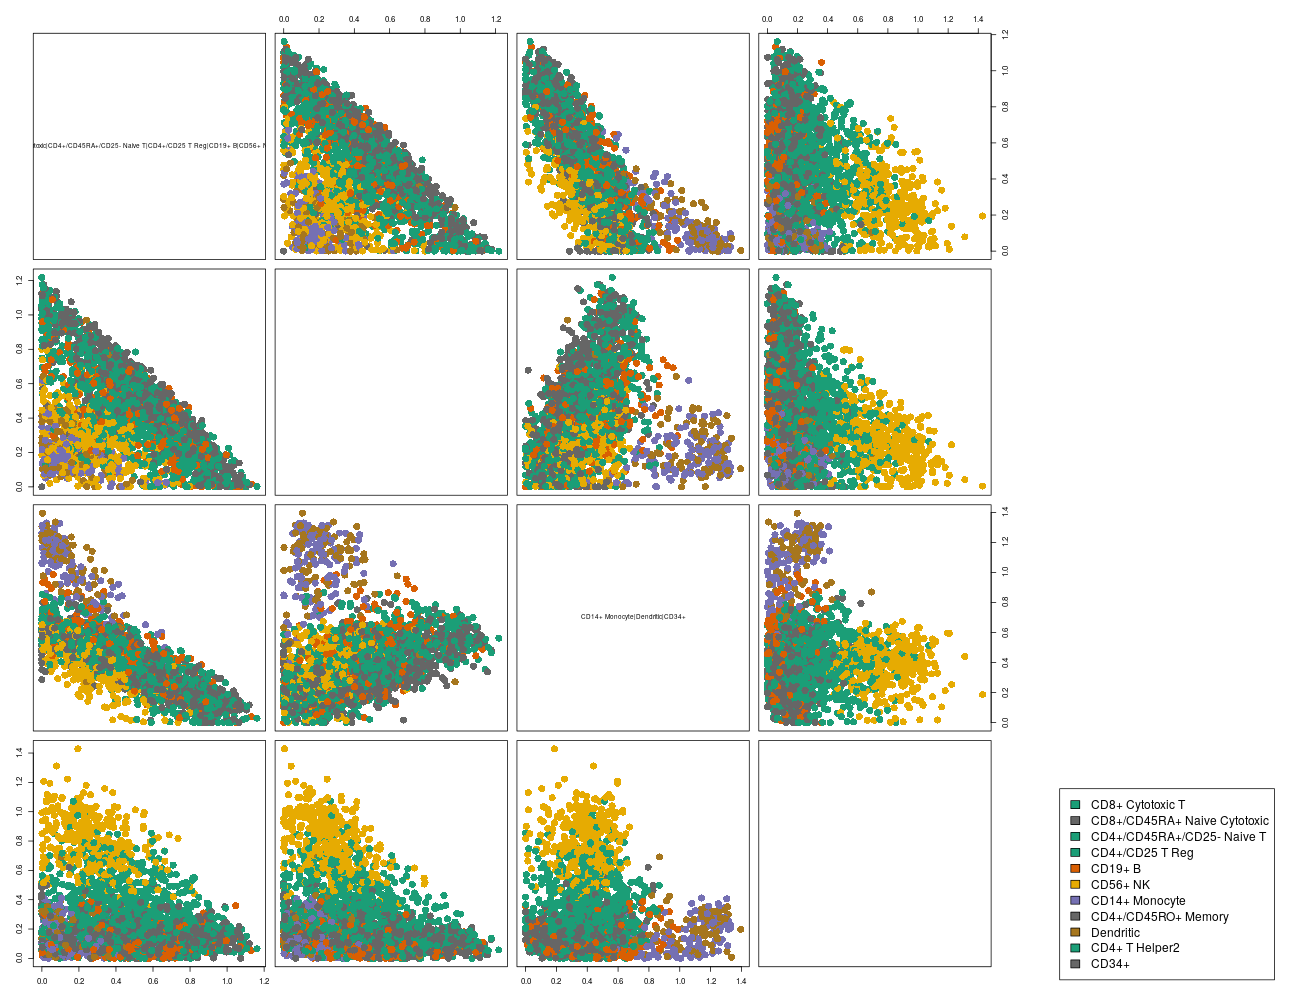 0.0 0.2 0.4 0.6 0.8 1.0 1.2
0.0 0.2 0.4 0.6 0.8 1.0 1.2 1.4
CD4+/CD45RA+/CD25- Naive T|CD4+/CD25 T Reg|CD19+ B|CD56+
0.0 0.2 0.4 0.6 0.8 1.0 1.2
0.0 0.2 0.4 0.6 0.8 1.0 1.2
CD14+ Monocyte|Dendritic|CD34+
0.0 0.2 0.4 0.6 0.8 1.0 1.2 1.4
0.0 0.2 0.4 0.6 0.8 1.0 1.2 1.4
0.0 0.2 0.4 0.6 0.8 1.0 1.2
0.0 0.2 0.4 0.6 0.8 1.0 1.2 1.4
CD8+ Cytotoxic T
CD8+/CD45RA+ Naive Cytotoxic
CD4+/CD45RA+/CD25- Naive T
CD4+/CD25 T Reg
CD19+ B
CD56+ NK
CD14+ Monocyte
CD4+/CD45RO+ Memory
Dendritic
CD4+ T Helper2
CD34+